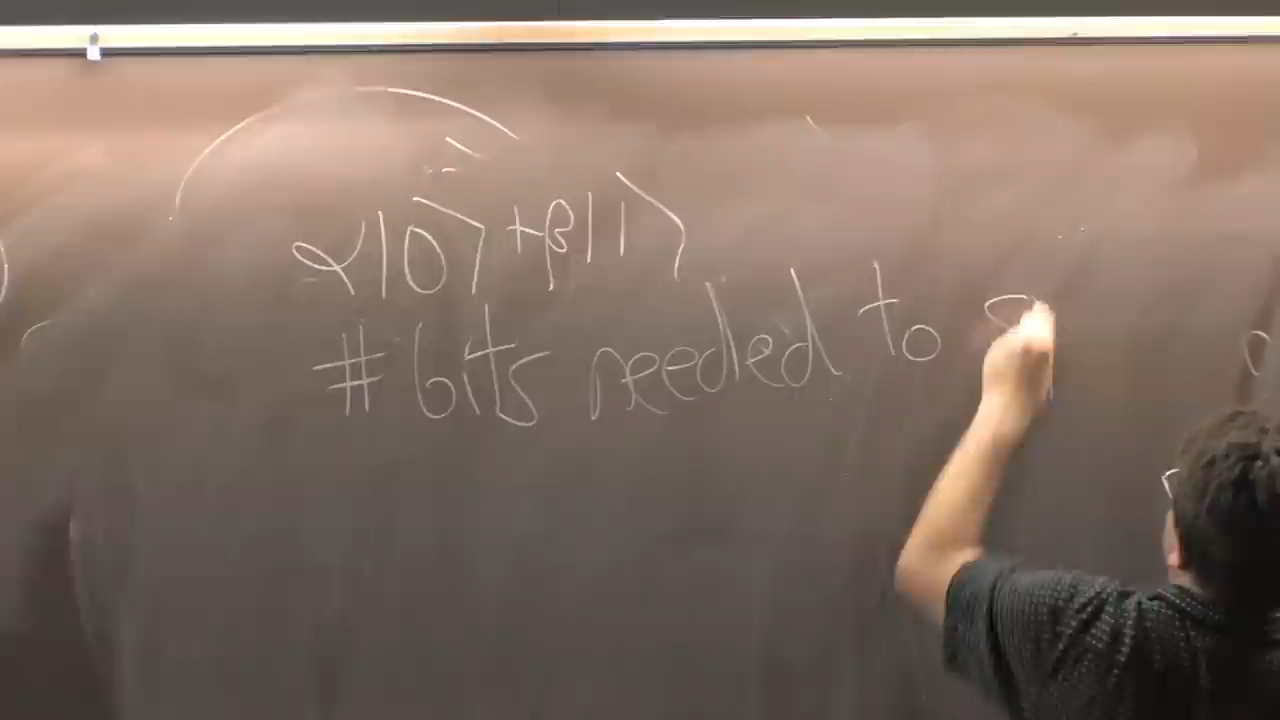 α|0⟩+β|1⟩
# bits needed to